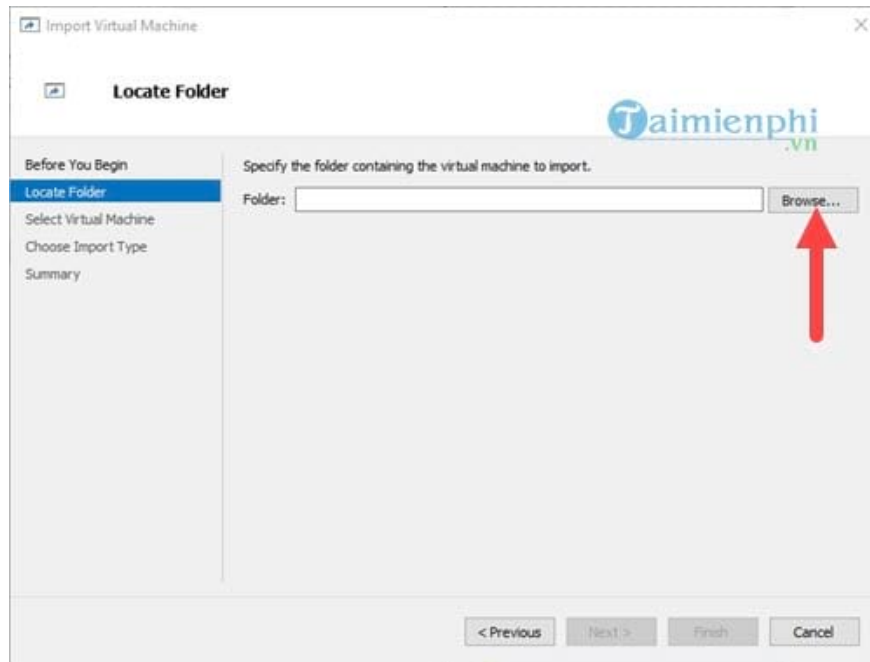 Import Virtual Machine
Locate Folder
Taimienphi
.vn
Before You Begin
Locate Folder
Select Virtual Machine
Choose Import Type
Summary
Specify the folder containing the virtual machine to import.
Folder:
Browse...
< Previous
Next >
Finish
Cancel